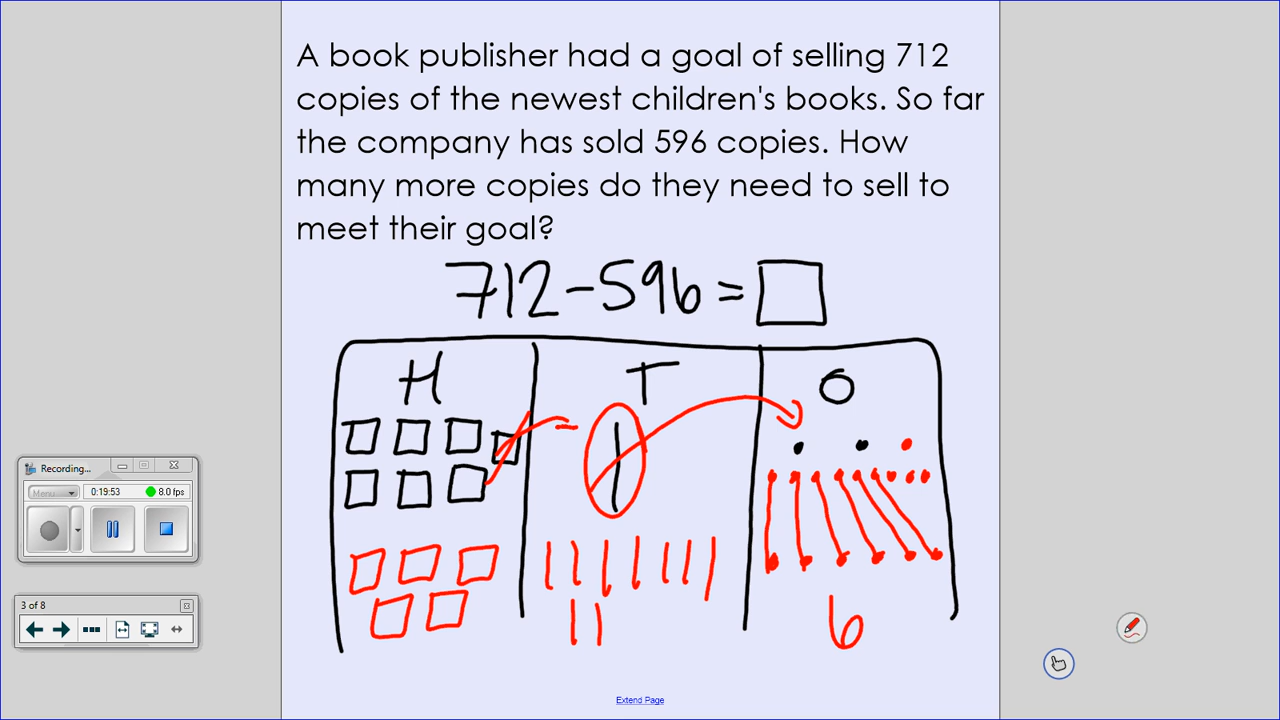 A book publisher had a goal of selling 712
copies of the newest children's books. So far
the company has sold 596 copies. How
many more copies do they need to sell to
meet their goal?
712-596=
H T O
6
Recording...
Menu
0:19:53
8.0 fps
3 of 8
Extend Page